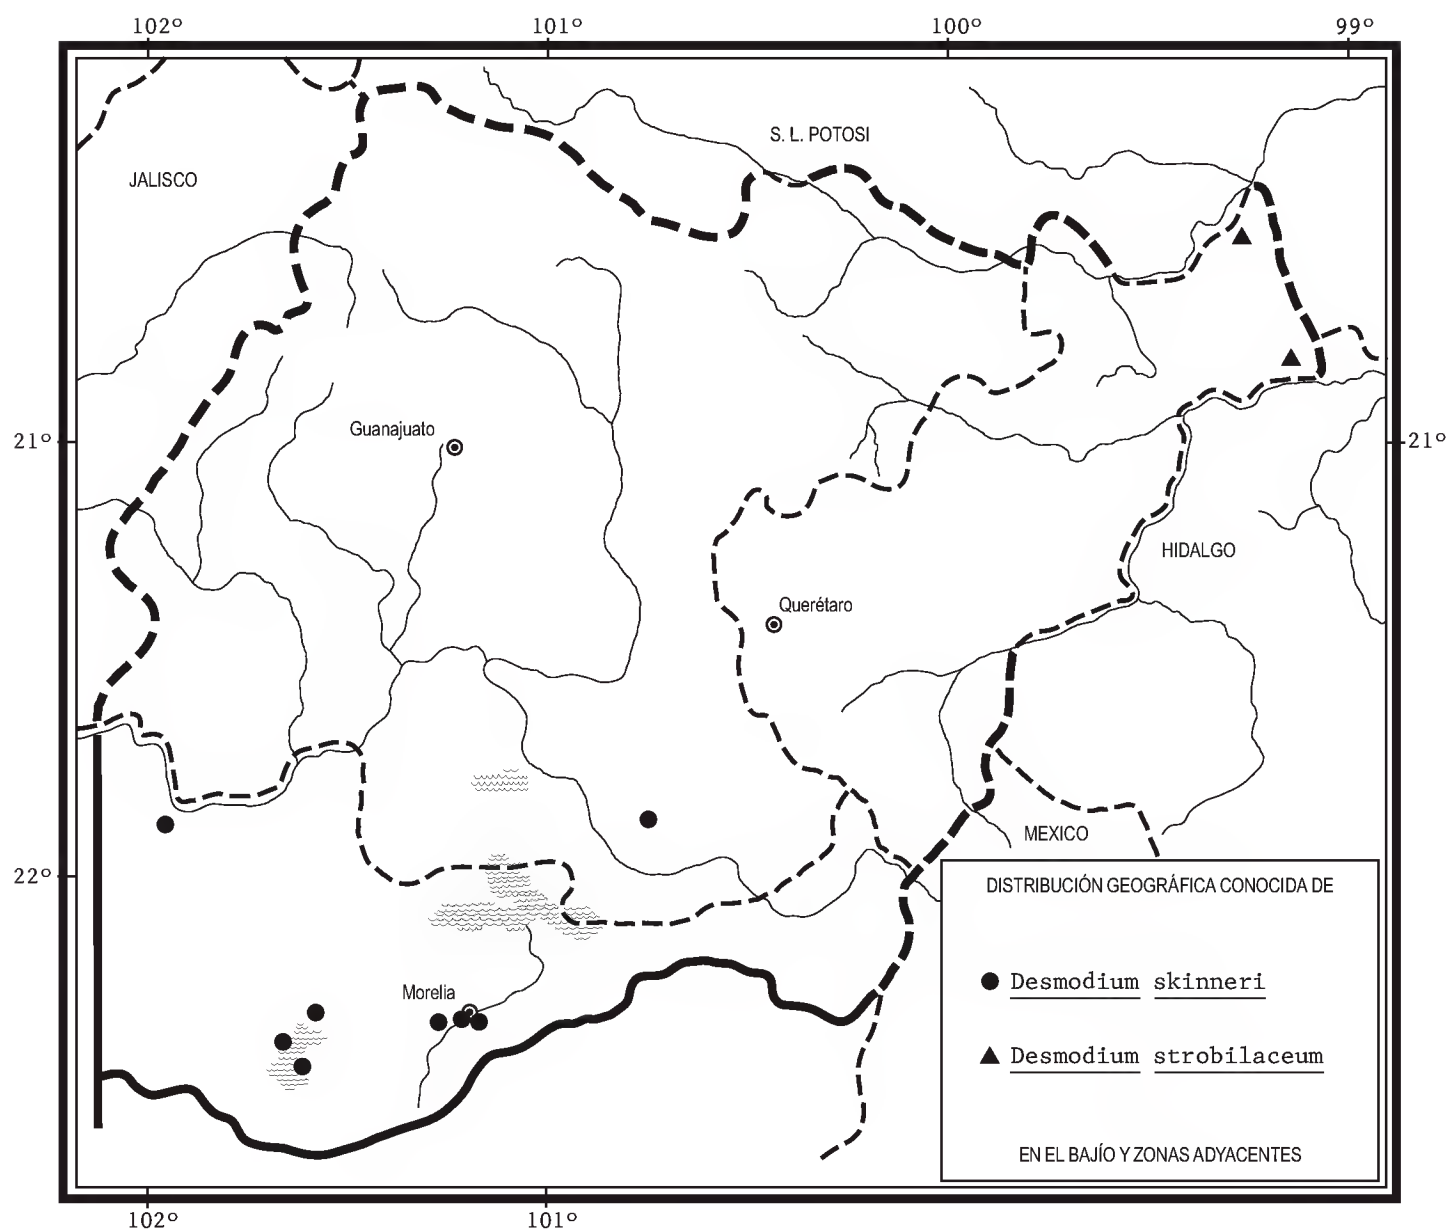 102° 101° 100° 99°
S. L. POTOSI
JALISCO
Guanajuato
21° 21°
HIDALGO
Querétaro
MEXICO
22°
DISTRIBUCIÓN GEOGRÁFICA CONOCIDA DE
Desmodium skinneri
Morelia
Desmodium strobilaceum
EN EL BAJÍO Y ZONAS ADYACENTES
102° 101°